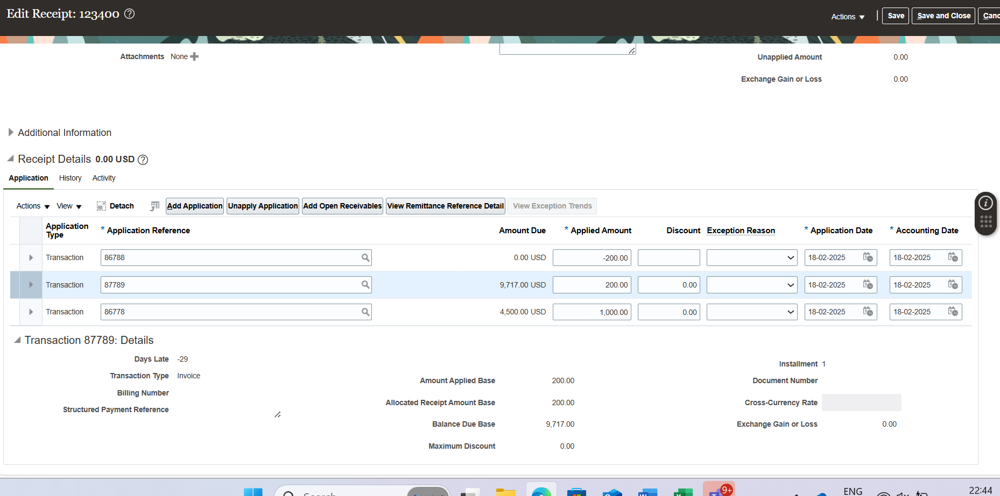 Edit Receipt: 123400
Actions Save Save and Close Canc
Attachments None
Unapplied Amount 0.00
Exchange Gain or Loss 0.00
Additional Information
Receipt Details 0.00 USD
Application History Activity
Actions View Detach Add Application Unapply Application Add Open Receivables View Remittance Reference Detail View Exception Trends
Application Type * Application Reference Amount Due * Applied Amount Discount Exception Reason * Application Date * Accounting Date
Transaction 86788 0.00 USD -200.00 18-02-2025 18-02-2025
Transaction 87789 9,717.00 USD 200.00 0.00 18-02-2025 18-02-2025
Transaction 86778 4,500.00 USD 1,000.00 0.00 18-02-2025 18-02-2025
Transaction 87789: Details
Days Late -29
Transaction Type Invoice
Billing Number
Structured Payment Reference
Amount Applied Base 200.00
Allocated Receipt Amount Base 200.00
Balance Due Base 9,717.00
Maximum Discount 0.00
Installment 1
Document Number
Cross-Currency Rate
Exchange Gain or Loss 0.00
Search
9+
ENG
22:44